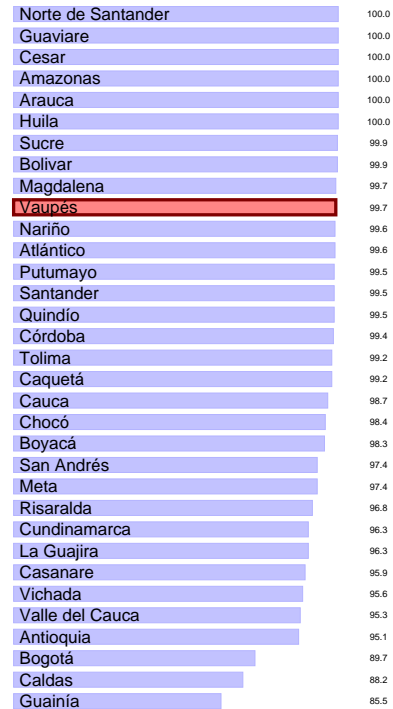 Norte de Santander 100.0
Guaviare 100.0
Cesar 100.0
Amazonas 100.0
Arauca 100.0
Huila 100.0
Sucre 99.9
Bolivar 99.9
Magdalena 99.7
Vaupés 99.7
Nariño 99.6
Atlántico 99.6
Putumayo 99.5
Santander 99.5
Quindío 99.5
Córdoba 99.4
Tolima 99.2
Caquetá 99.2
Cauca 98.7
Chocó 98.4
Boyacá 98.3
San Andrés 97.4
Meta 97.4
Risaralda 96.8
Cundinamarca 96.3
La Guajira 96.3
Casanare 95.9
Vichada 95.6
Valle del Cauca 95.3
Antioquia 95.1
Bogotá 89.7
Caldas 88.2
Guainía 85.5